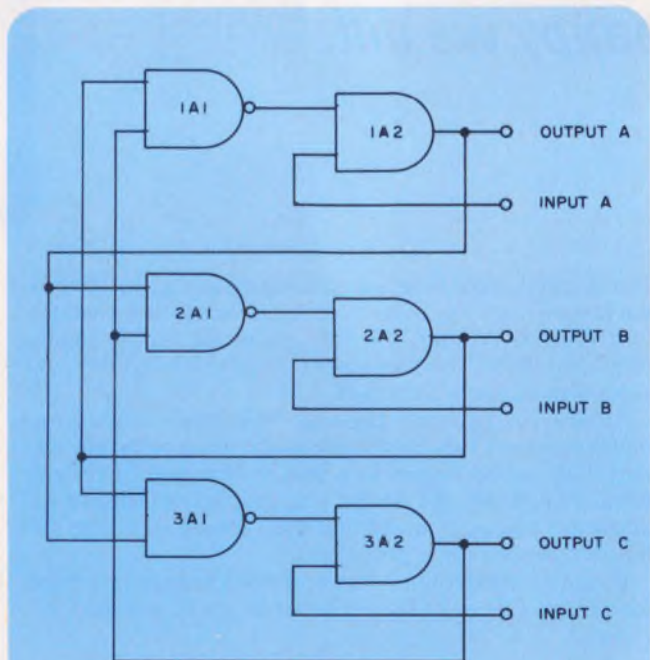 1A1
1A2
OUTPUT A
INPUT A
2A1
2A2
OUTPUT B
INPUT B
3A1
3A2
OUTPUT C
INPUT C